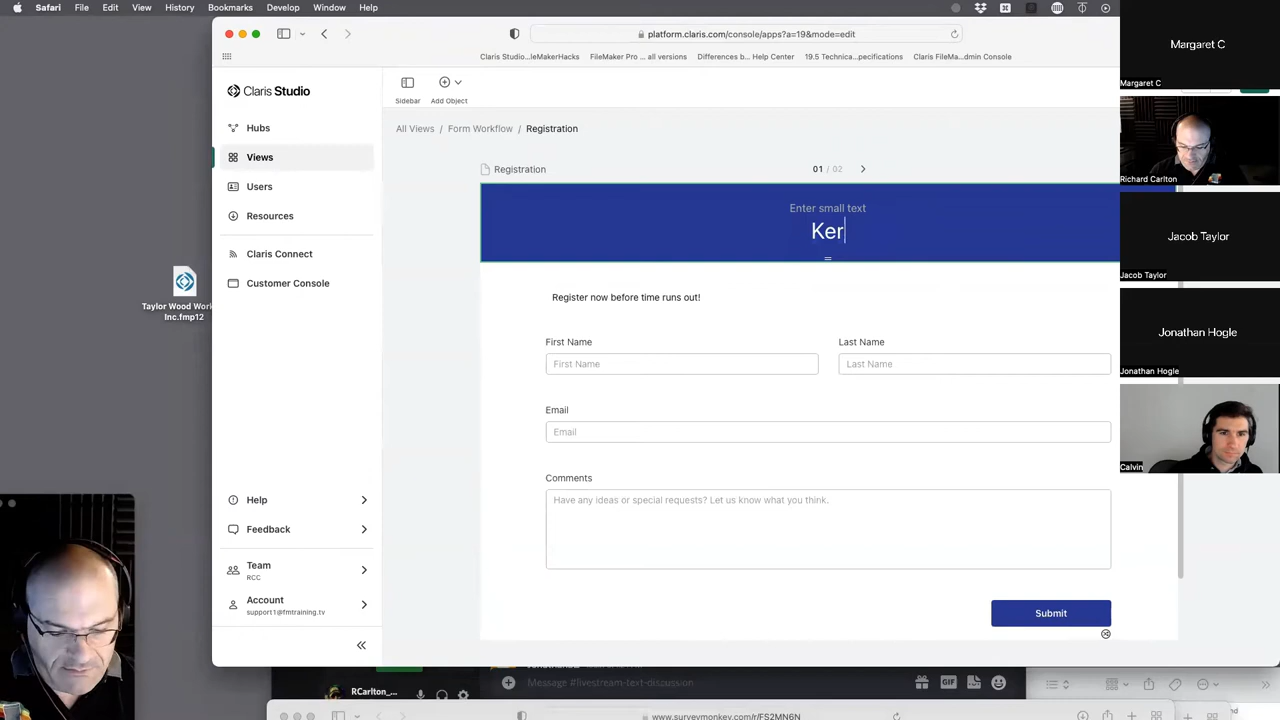 Safari File Edit View History Bookmarks Develop Window Help
platform.claris.com/console/apps?a=19&mode=edit
Claris Studio...leMakerHacks FileMaker Pro ... all versions Differences b... Help Center 19.5 Technica...pecifications Claris FileMa...dmin Console
Claris Studio
Hubs
Views
Users
Resources
Claris Connect
Customer Console
Help
Feedback
Team
RCC
Account
support1@fmtraining.tv
Taylor Wood Work
Inc.fmp12
Sidebar
Add Object
All Views / Form Workflow / Registration
Registration
01 / 02
Enter small text
Ker
Register now before time runs out!
First Name
Last Name
First Name
Last Name
Email
Email
Comments
Have any ideas or special requests? Let us know what you think.
Submit
Margaret C
Margaret C
Richard Carlton
Jacob Taylor
Jacob Taylor
Jonathan Hogle
Jonathan Hogle
Calvin
RCarlton_...
Message #livestream-text-discussion
GIF
www.surveymonkey.com/r/FS2MN6N